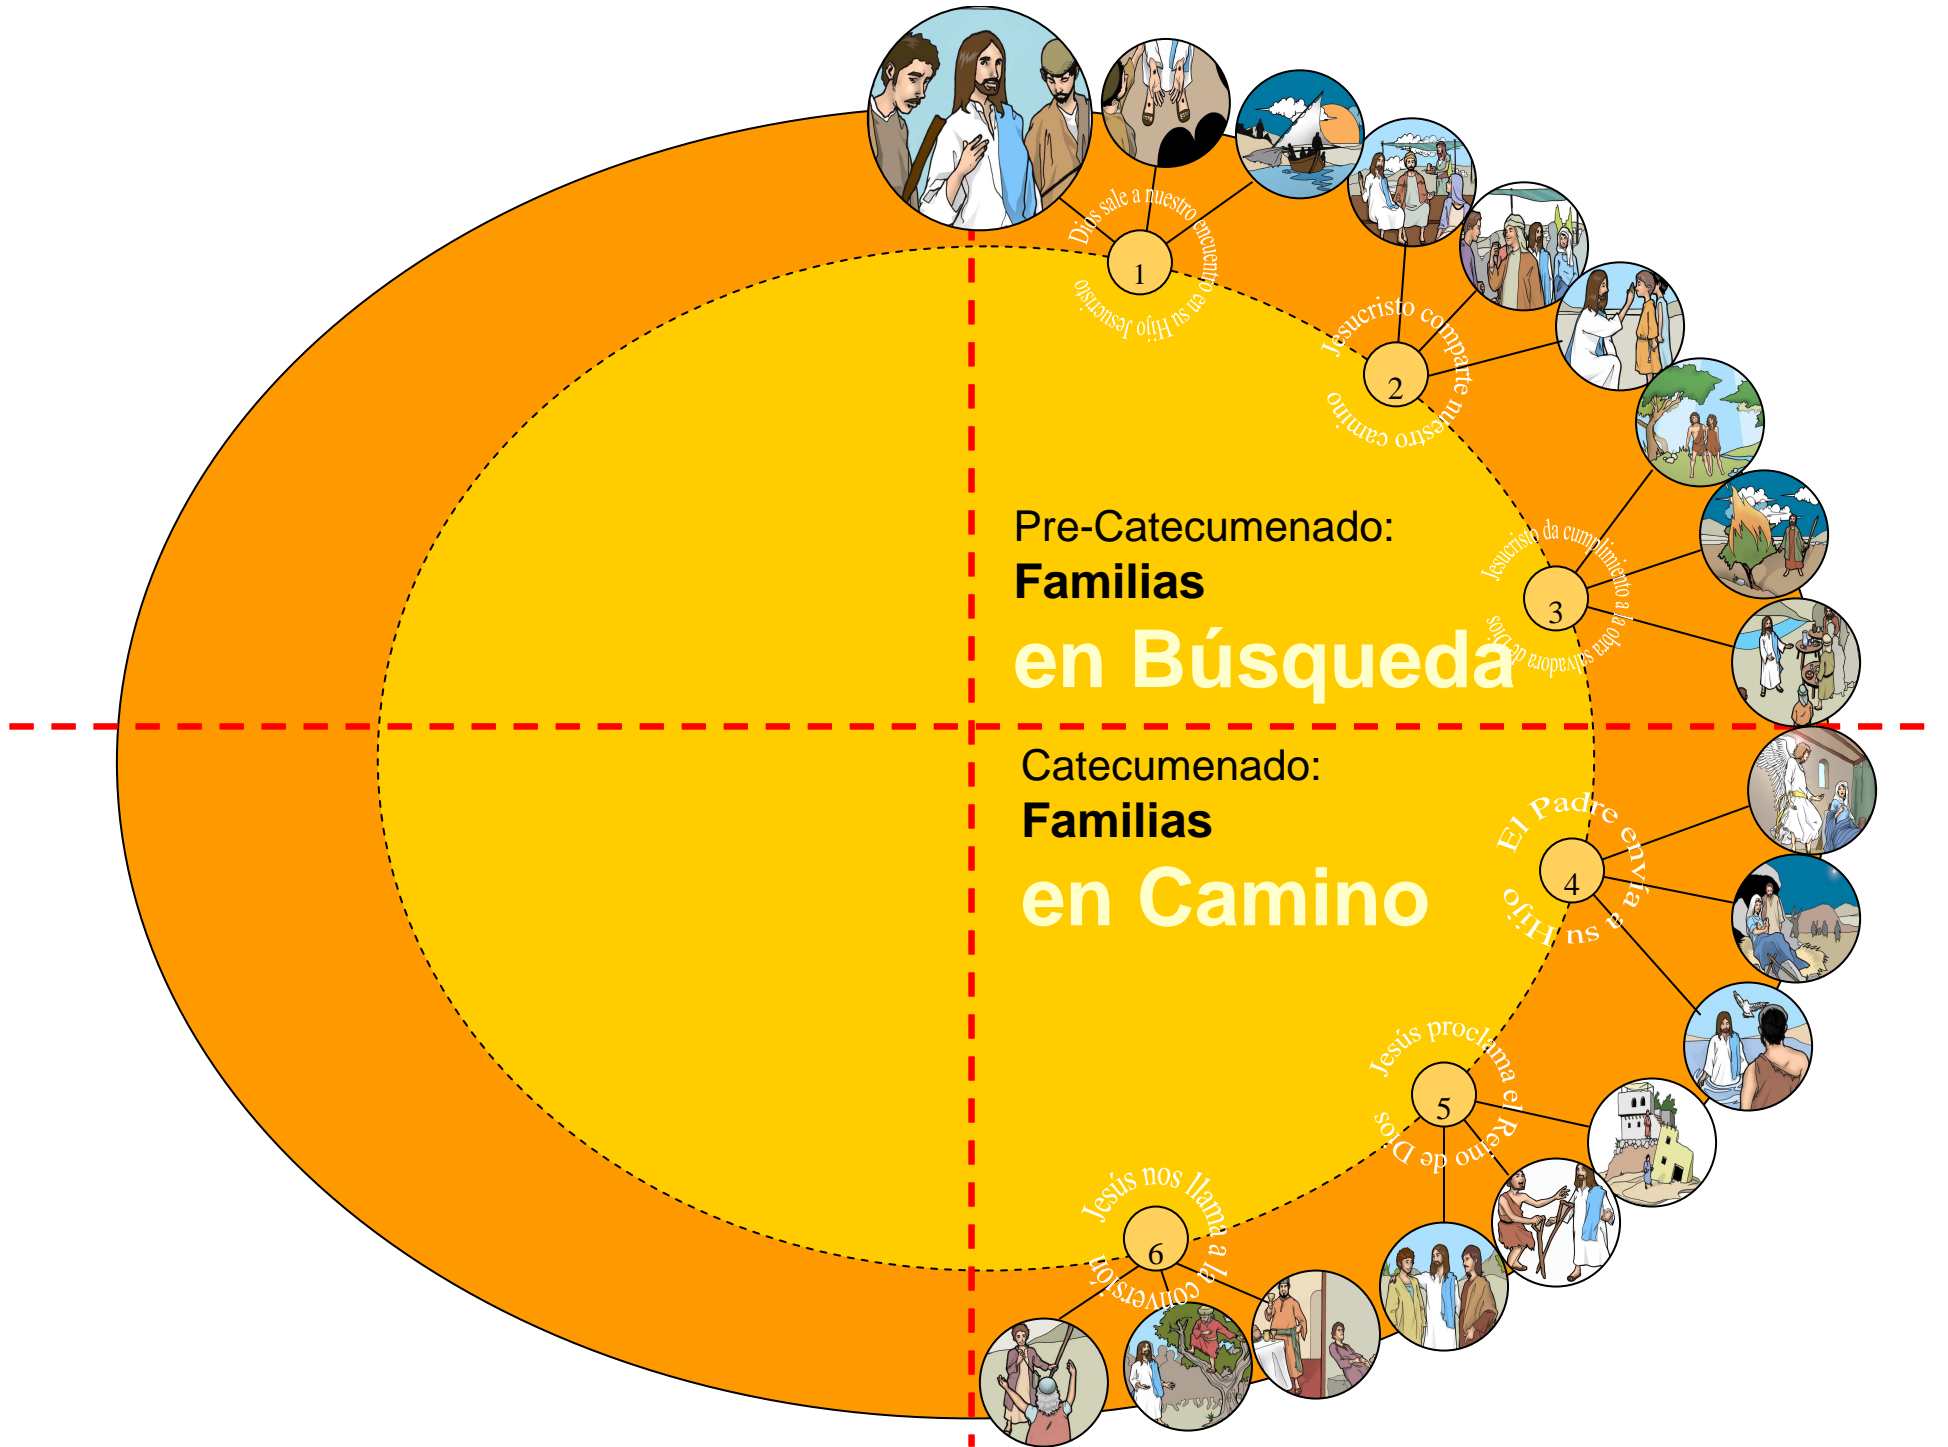 Dios sale a nuestro encuentro en su Hijo Jesucristo
1
Jesucristo comparte nuestro camino
2
Jesucristo da cumplimiento a la obra salvadora de Dios
3
Pre-Catecumenado:
Familias
en Búsqueda
Catecumenado:
Familias
en Camino
El Padre envía a su Hijo
4
Jesús proclama el Reino de Dios
5
Jesús nos llama a la conversión
6